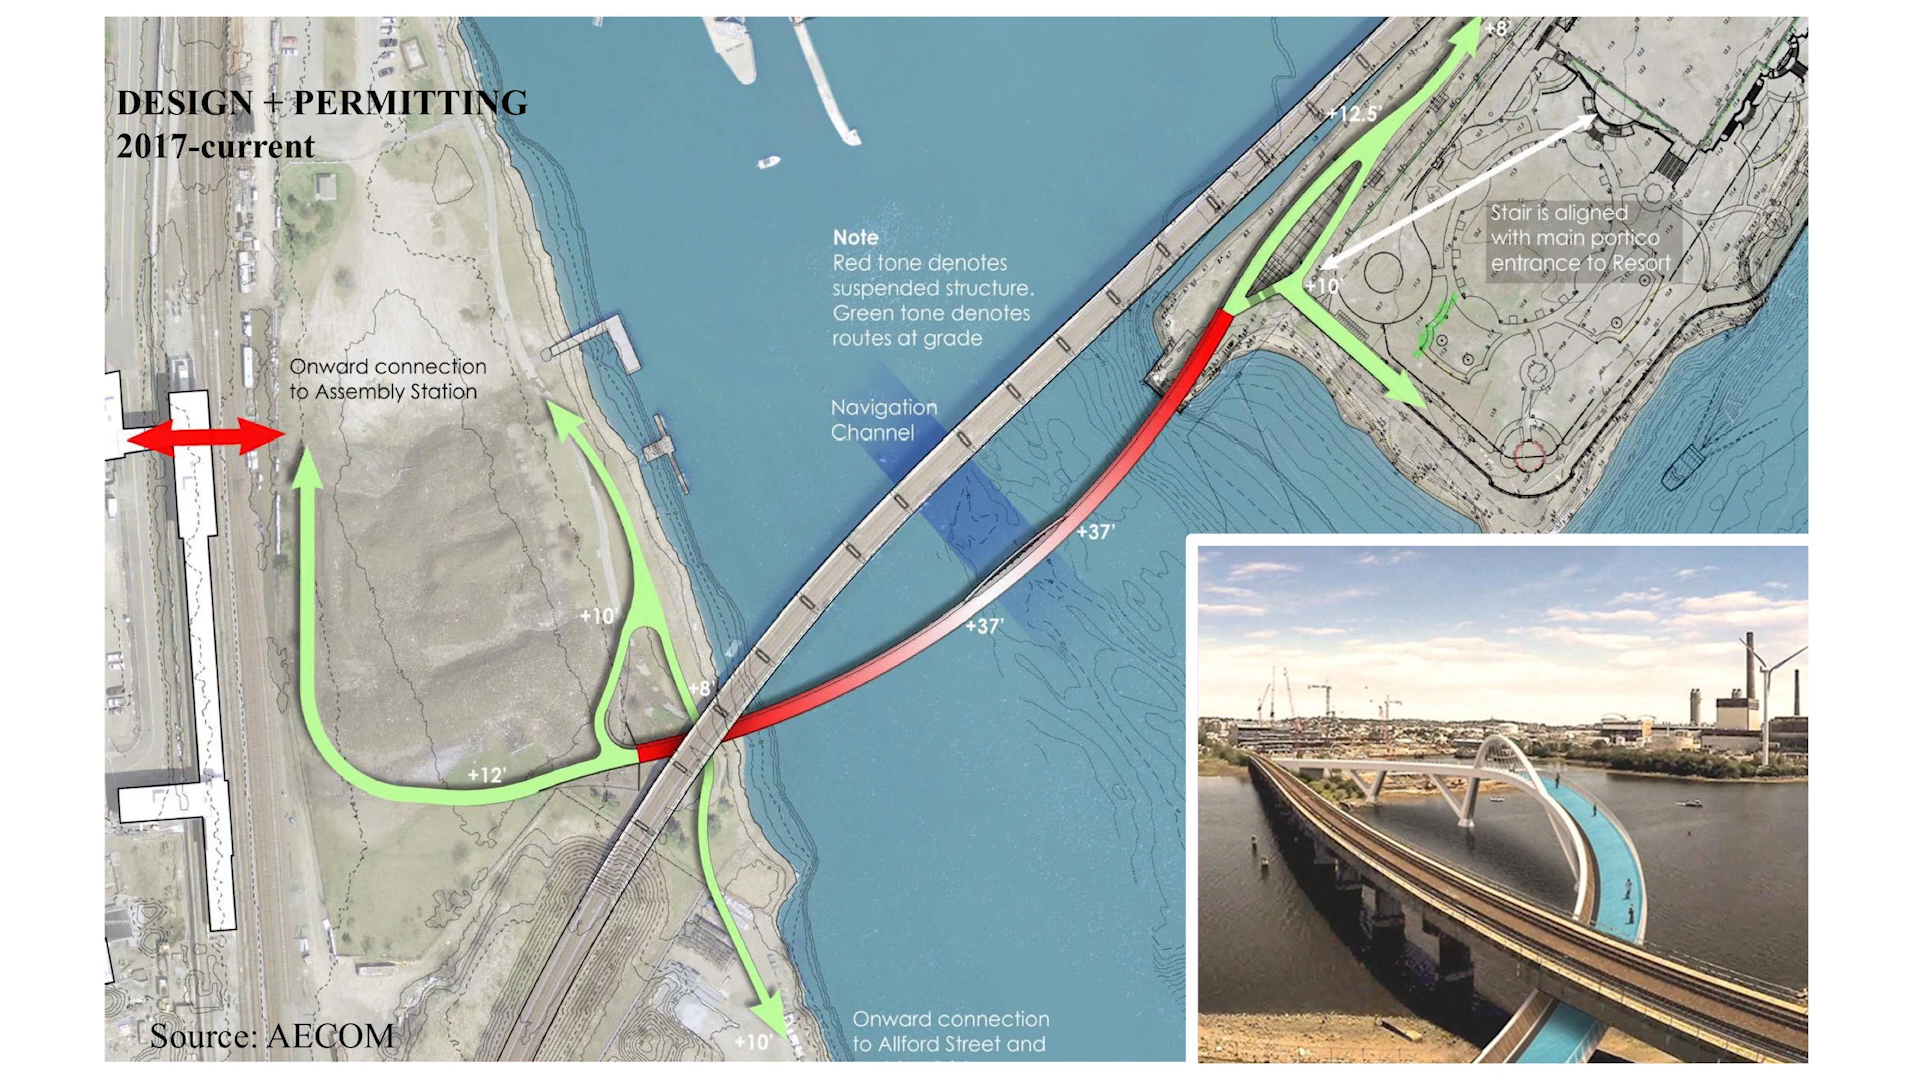 DESIGN + PERMITTING
2017-current
+8'
+12.5'
Stair is aligned
with main portico
entrance to Resort
Note
Red tone denotes
suspended structure.
Green tone denotes
routes at grade
+10'
Onward connection
to Assembly Station
Navigation
Channel
+37'
+37'
+10'
+8'
+12'
Source: AECOM
+10'
Onward connection
to Allford Street and